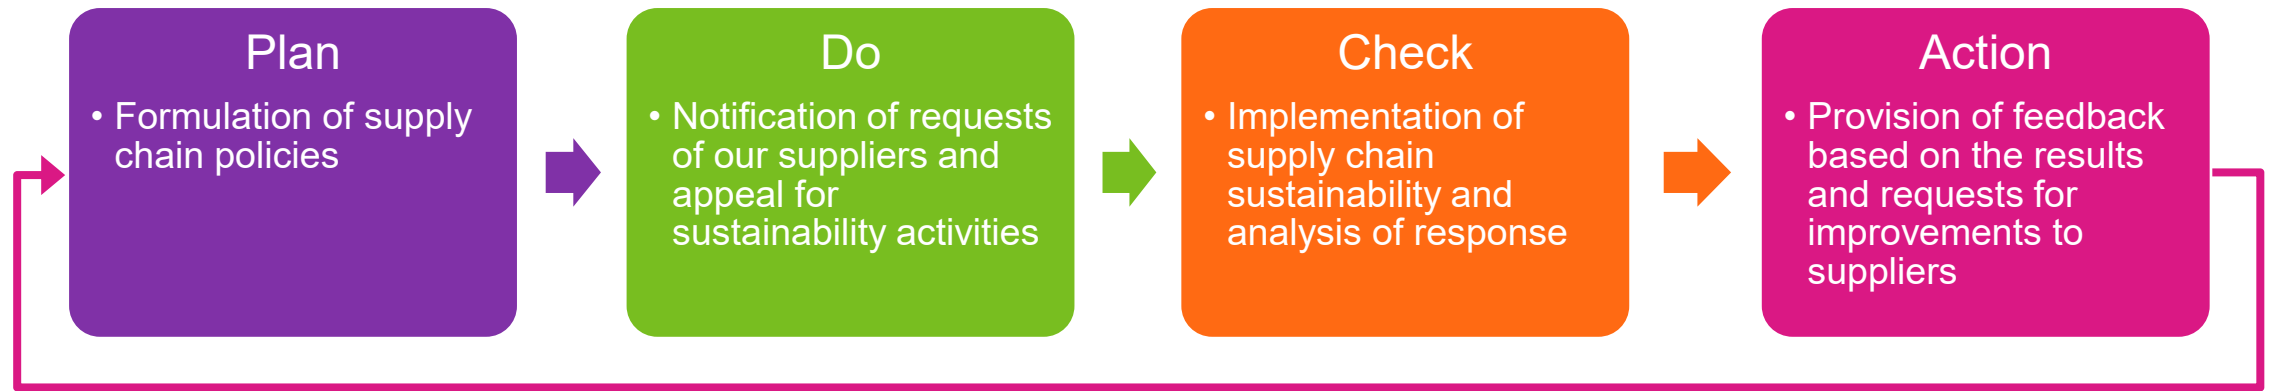 Plan
• Formulation of supply
chain policies
Do
• Notification of requests
of our suppliers and
appeal for
sustainability activities
Check
• Implementation of
supply chain
sustainability and
analysis of response
Action
• Provision of feedback
based on the results
and requests for
improvements to
suppliers